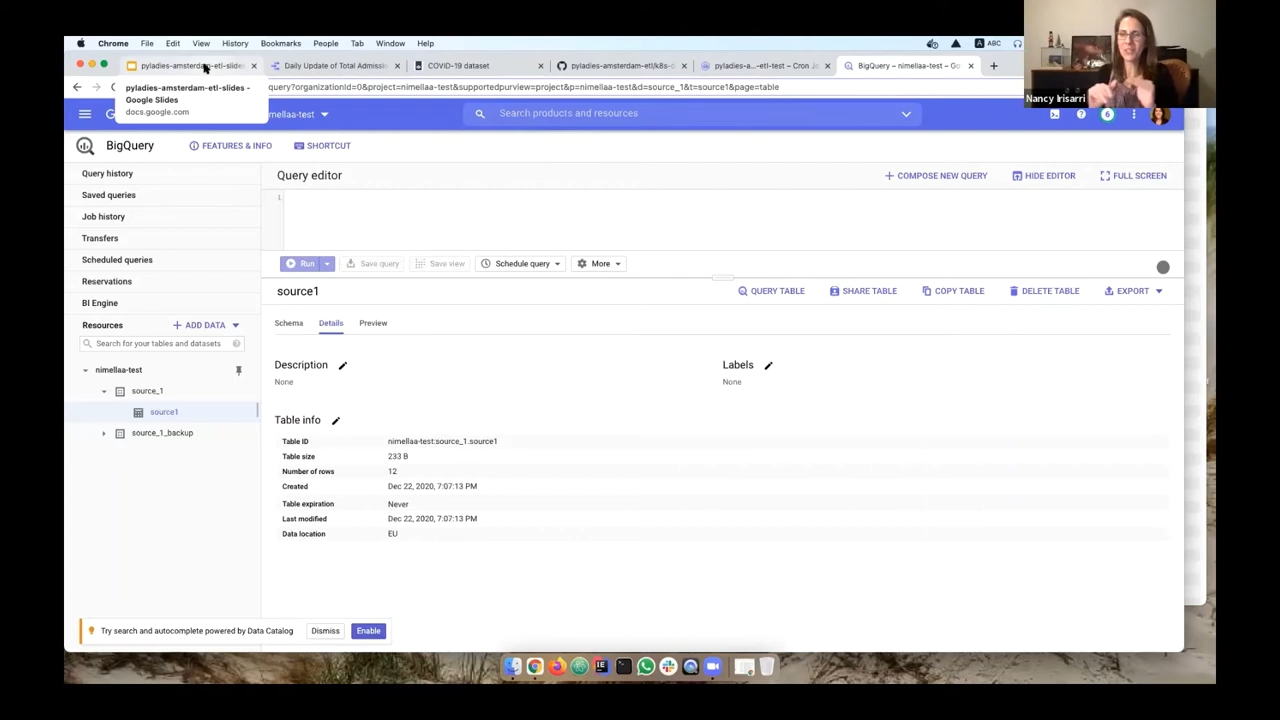 Chrome File Edit View History Bookmarks People Tab Window Help ABC
pyladies-amsterdam-etl-slides Daily Update of Total Admissi COVID-19 dataset pyladies-amsterdam-etl/k8s-d pyladies-a...-etl-test – Cron Jo BigQuery – nimellaa-test – Go
query?organizationId=0&project=nimellaa-test&supportedpurview=project&p=nimellaa-test&d=source_1&t=source1&page=table
pyladies-amsterdam-etl-slides -
Google Slides
docs.google.com
Nancy Irisarri
nimellaa-test Search products and resources 6
BigQuery FEATURES & INFO SHORTCUT
Query history
Saved queries
Job history
Transfers
Scheduled queries
Reservations
BI Engine
Resources + ADD DATA
Search for your tables and datasets
nimellaa-test
source_1
source1
source_1_backup
Query editor + COMPOSE NEW QUERY HIDE EDITOR FULL SCREEN
1
Run Save query Save view Schedule query More
source1 QUERY TABLE SHARE TABLE COPY TABLE DELETE TABLE EXPORT
Schema Details Preview
Description Labels
None None
Table info
Table ID nimellaa-test:source_1.source1
Table size 233 B
Number of rows 12
Created Dec 22, 2020, 7:07:13 PM
Table expiration Never
Last modified Dec 22, 2020, 7:07:13 PM
Data location EU
Try search and autocomplete powered by Data Catalog Dismiss Enable